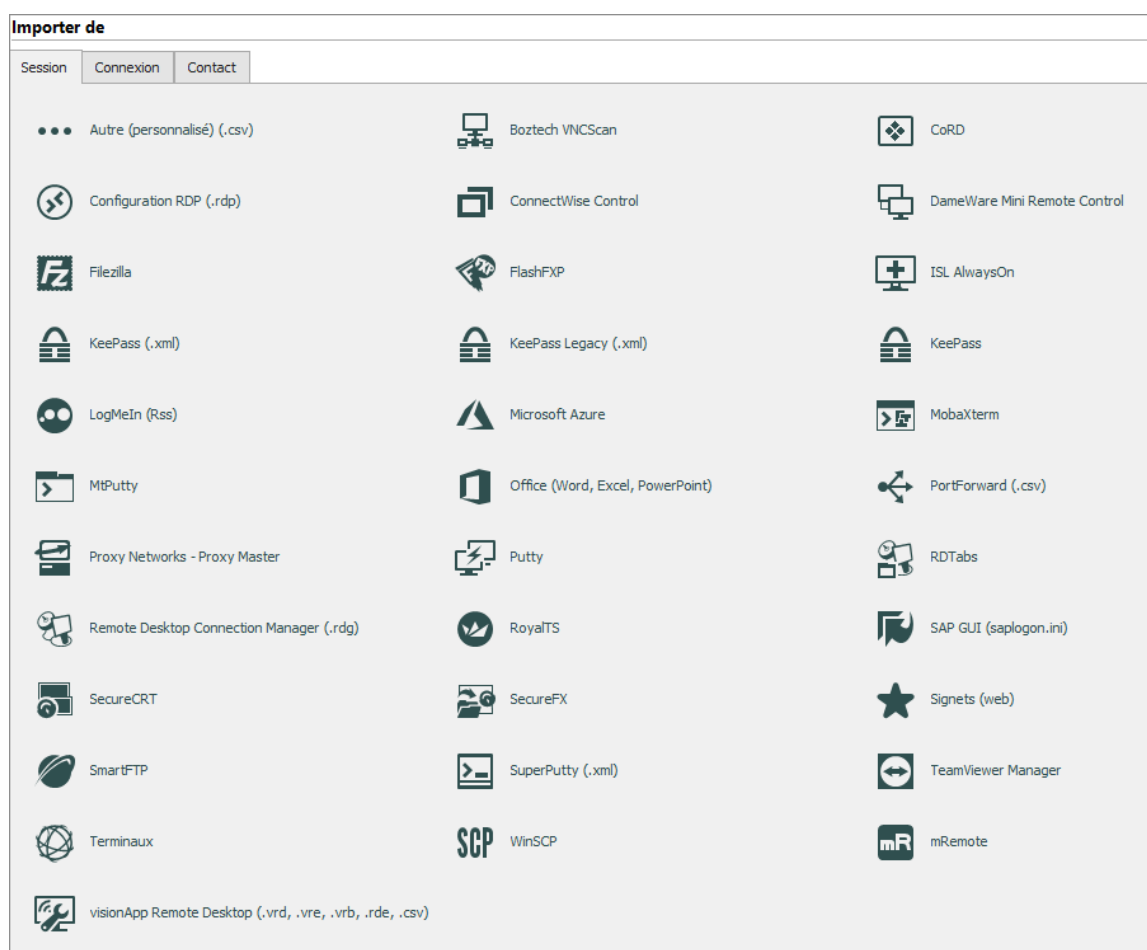 Importer de
Session Connexion Contact
Autre (personnalisé) (.csv) Boztech VNCScan CoRD
Configuration RDP (.rdp) ConnectWise Control DameWare Mini Remote Control
Fz Filezilla FXP FlashFXP ISL AlwaysOn
KeePass (.xml) KeePass Legacy (.xml) KeePass
LogMeIn (Rss) Microsoft Azure MobaXterm
MtPutty Office (Word, Excel, PowerPoint) PortForward (.csv)
Proxy Networks - Proxy Master Putty RDTabs
Remote Desktop Connection Manager (.rdg) RoyalTS SAP GUI (saplogon.ini)
SecureCRT SecureFX Signets (web)
SmartFTP SuperPutty (.xml) TeamViewer Manager
Terminaux SCP WinSCP mR mRemote
visionApp Remote Desktop (.vrd, .vre, .vrb, .rde, .csv)